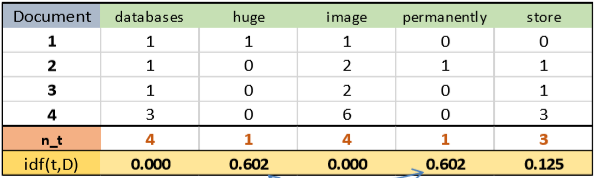 Document databases huge image permanently store
1 1 1 1 0 0
2 1 0 2 1 1
3 1 0 2 0 1
4 3 0 6 0 3
n_t 4 1 4 1 3
idf(t,D) 0.000 0.602 0.000 0.602 0.125